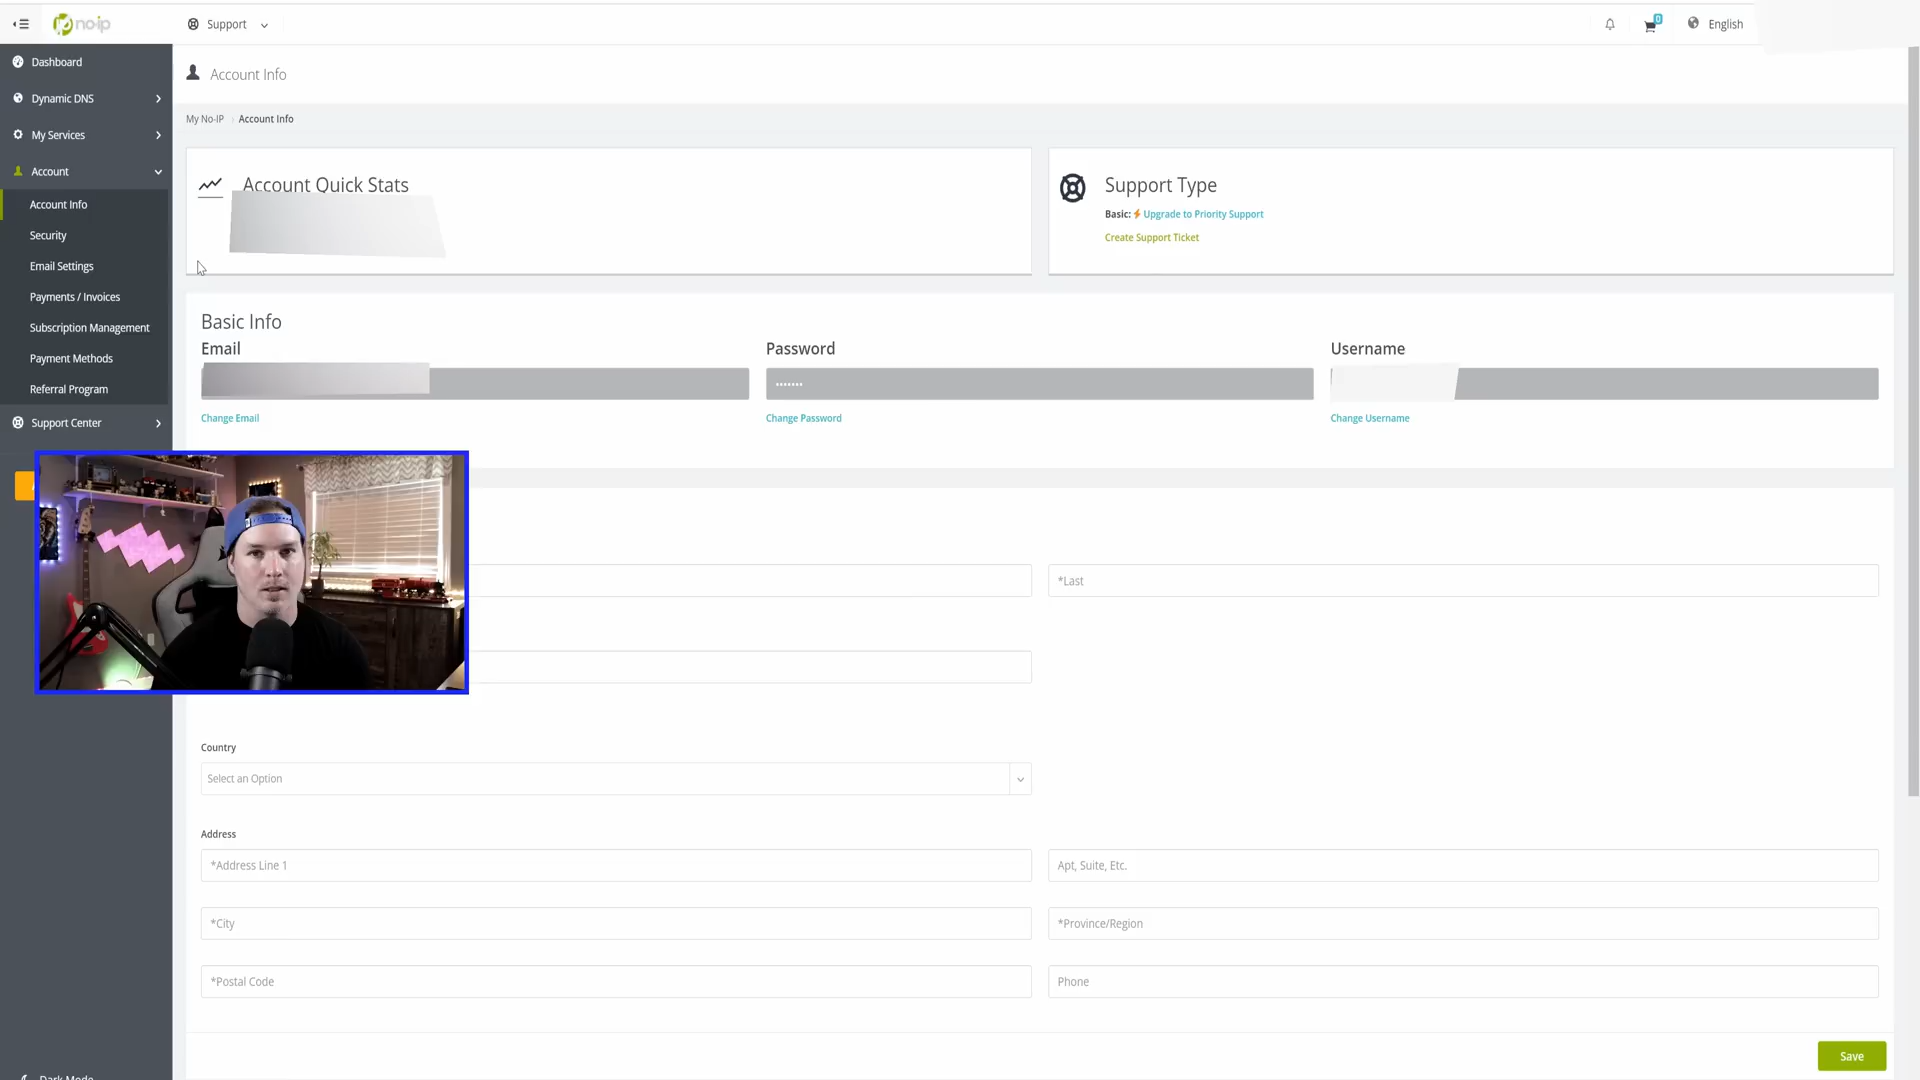 no-ip
Support
0
English
Dashboard
Dynamic DNS
My Services
Account
Account Info
Security
Email Settings
Payments / Invoices
Subscription Management
Payment Methods
Referral Program
Support Center
Dark Mode
Account Info
My No-IP
Account Info
Account Quick Stats
Support Type
Basic: Upgrade to Priority Support
Create Support Ticket
Basic Info
Email
Password
Username
•••••••
Change Email
Change Password
Change Username
*Last
Country
Select an Option
Address
*Address Line 1
Apt, Suite, Etc.
*City
*Province/Region
*Postal Code
Phone
Save